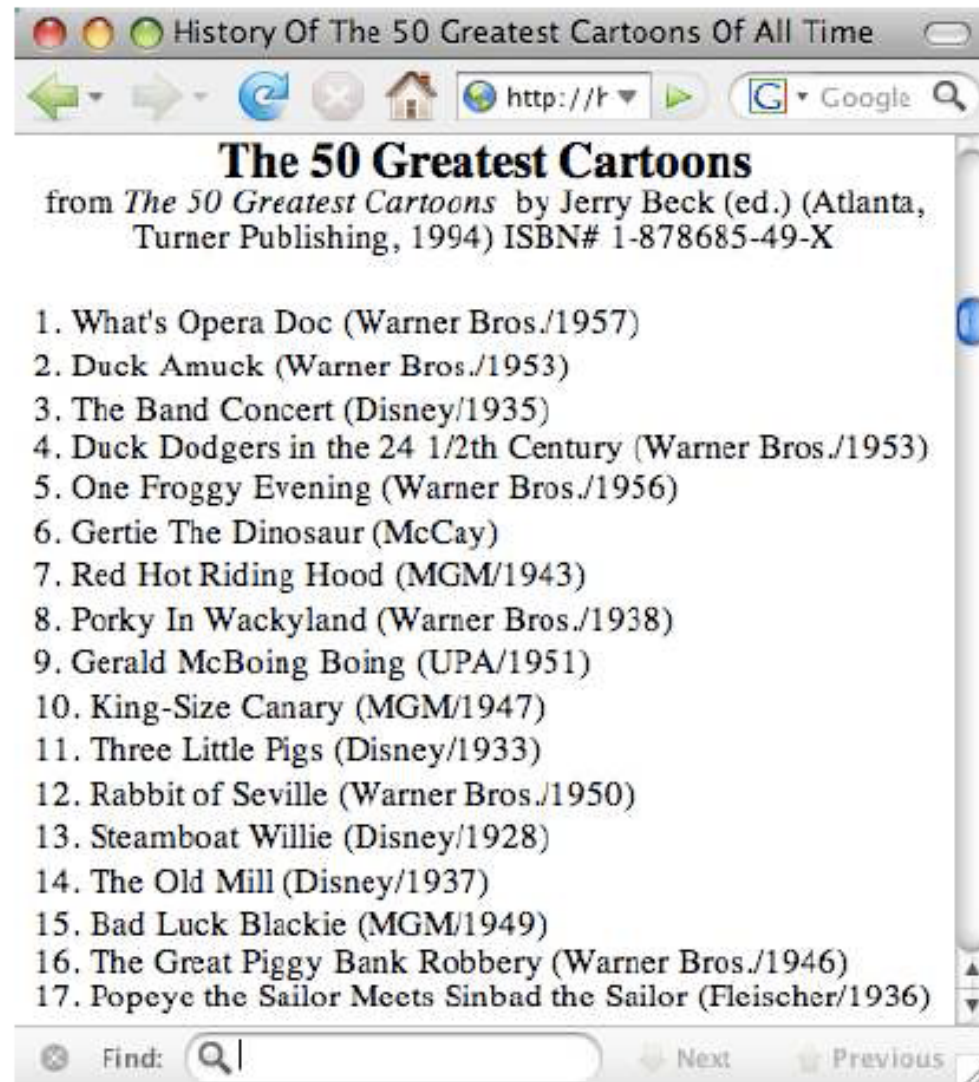 History Of The 50 Greatest Cartoons Of All Time
http://h G Google
The 50 Greatest Cartoons
from The 50 Greatest Cartoons by Jerry Beck (ed.) (Atlanta,
Turner Publishing, 1994) ISBN# 1-878685-49-X
1. What's Opera Doc (Warner Bros./1957)
2. Duck Amuck (Warner Bros./1953)
3. The Band Concert (Disney/1935)
4. Duck Dodgers in the 24 1/2th Century (Warner Bros./1953)
5. One Froggy Evening (Warner Bros./1956)
6. Gertie The Dinosaur (McCay)
7. Red Hot Riding Hood (MGM/1943)
8. Porky In Wackyland (Warner Bros./1938)
9. Gerald McBoing Boing (UPA/1951)
10. King-Size Canary (MGM/1947)
11. Three Little Pigs (Disney/1933)
12. Rabbit of Seville (Warner Bros./1950)
13. Steamboat Willie (Disney/1928)
14. The Old Mill (Disney/1937)
15. Bad Luck Blackie (MGM/1949)
16. The Great Piggy Bank Robbery (Warner Bros./1946)
17. Popeye the Sailor Meets Sinbad the Sailor (Fleischer/1936)
Find: Next Previous